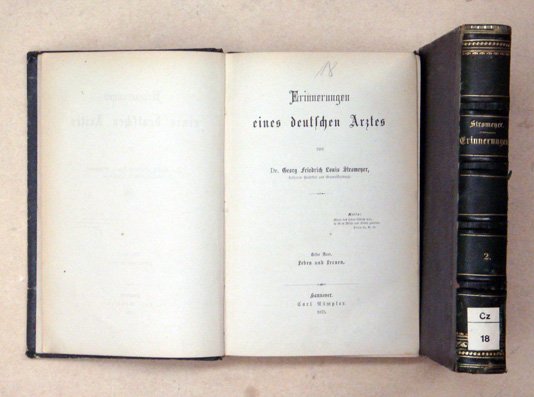 18
Erinnerungen
eines deutschen Arztes
von
Dr. Georg Friedrich Louis Stromeyer,
Erster Band.
Leben und Lernen.
Hannover.
Carl Rümpler.
1875.
Stromeyer.
Erinnerungen
2.
Cz
18